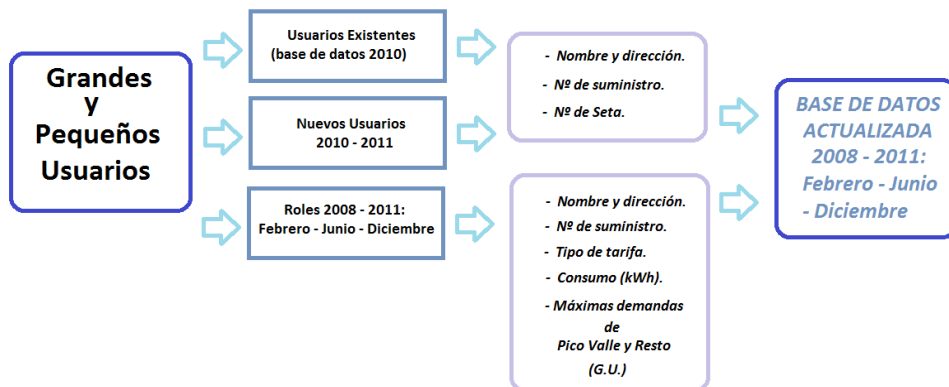 Grandes
y
Pequeños
Usuarios
Usuarios Existentes
(base de datos 2010)
Nuevos Usuarios
2010 - 2011
Roles 2008 - 2011:
Febrero - Junio - Diciembre
- Nombre y dirección.
- Nº de suministro.
- Nº de Seta.
- Nombre y dirección.
- Nº de suministro.
- Tipo de tarifa.
- Consumo (kWh).
- Máximas demandas
de
Pico Valle y Resto
(G.U.)
BASE DE DATOS
ACTUALIZADA
2008 - 2011:
Febrero - Junio
- Diciembre